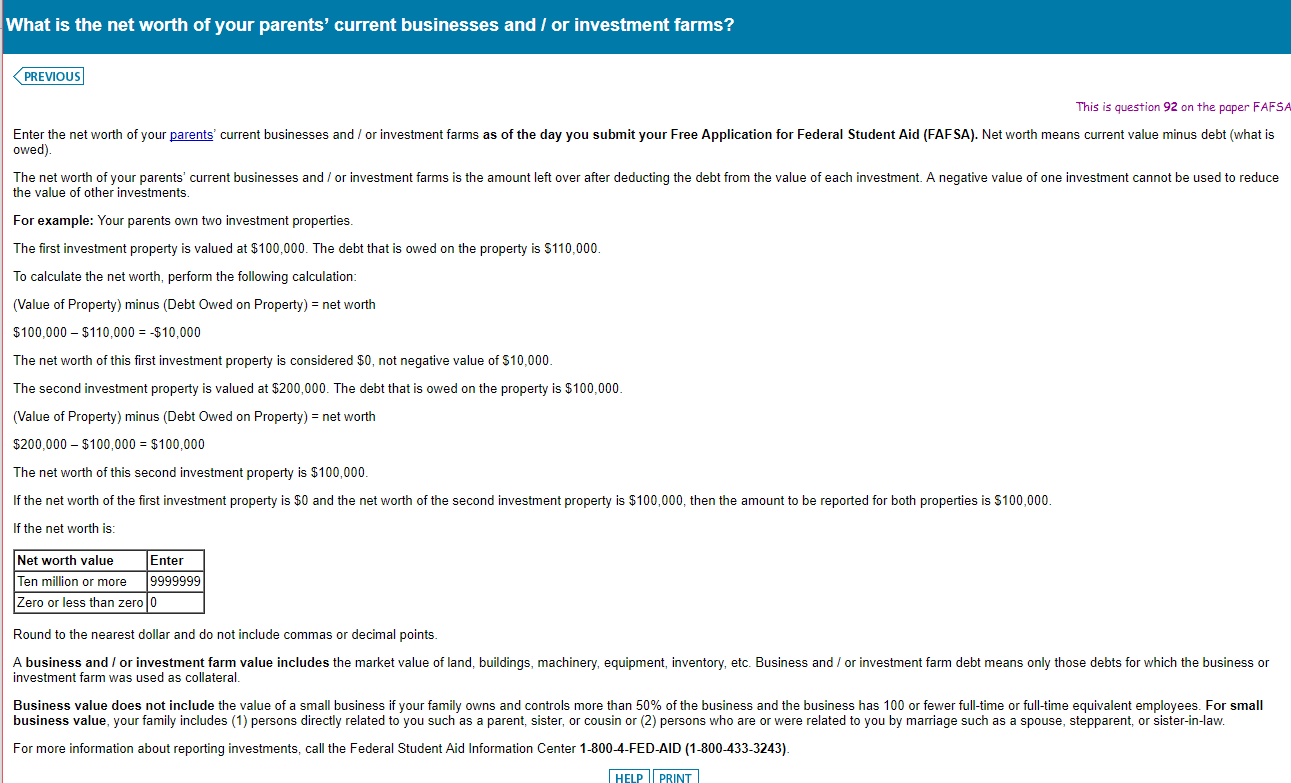 What is the net worth of your parents’ current businesses and / or investment farms?
PREVIOUS
This is question 92 on the paper FAFSA
Enter the net worth of your parents’ current businesses and / or investment farms as of the day you submit your Free Application for Federal Student Aid (FAFSA). Net worth means current value minus debt (what is
owed).
The net worth of your parents’ current businesses and / or investment farms is the amount left over after deducting the debt from the value of each investment. A negative value of one investment cannot be used to reduce
the value of other investments.
For example: Your parents own two investment properties.
The first investment property is valued at $100,000. The debt that is owed on the property is $110,000.
To calculate the net worth, perform the following calculation:
(Value of Property) minus (Debt Owed on Property) = net worth
$100,000 – $110,000 = -$10,000
The net worth of this first investment property is considered $0, not negative value of $10,000.
The second investment property is valued at $200,000. The debt that is owed on the property is $100,000.
(Value of Property) minus (Debt Owed on Property) = net worth
$200,000 – $100,000 = $100,000
The net worth of this second investment property is $100,000.
If the net worth of the first investment property is $0 and the net worth of the second investment property is $100,000, then the amount to be reported for both properties is $100,000.
If the net worth is:
Net worth value Enter
Ten million or more 9999999
Zero or less than zero 0
Round to the nearest dollar and do not include commas or decimal points.
A business and / or investment farm value includes the market value of land, buildings, machinery, equipment, inventory, etc. Business and / or investment farm debt means only those debts for which the business or
investment farm was used as collateral.
Business value does not include the value of a small business if your family owns and controls more than 50% of the business and the business has 100 or fewer full-time or full-time equivalent employees. For small
business value, your family includes (1) persons directly related to you such as a parent, sister, or cousin or (2) persons who are or were related to you by marriage such as a spouse, stepparent, or sister-in-law.
For more information about reporting investments, call the Federal Student Aid Information Center 1-800-4-FED-AID (1-800-433-3243).
HELP PRINT